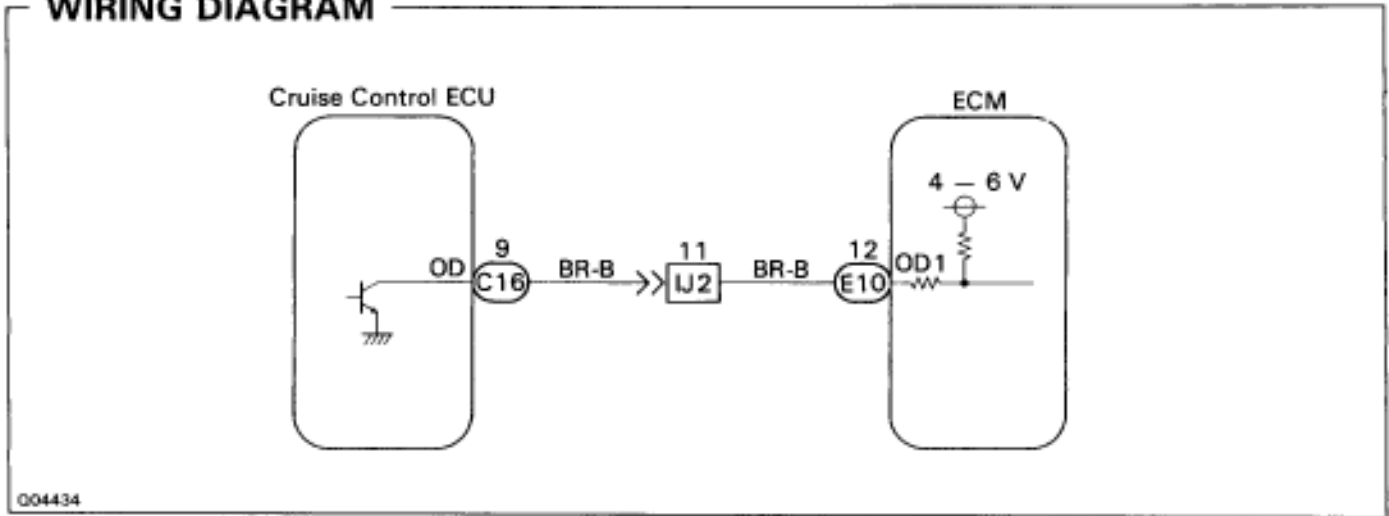 WIRING DIAGRAM
Cruise Control ECU
ECM
4 – 6 V
9
11
12
OD
C16
BR-B
IJ2
BR-B
E10
OD1
Q04434